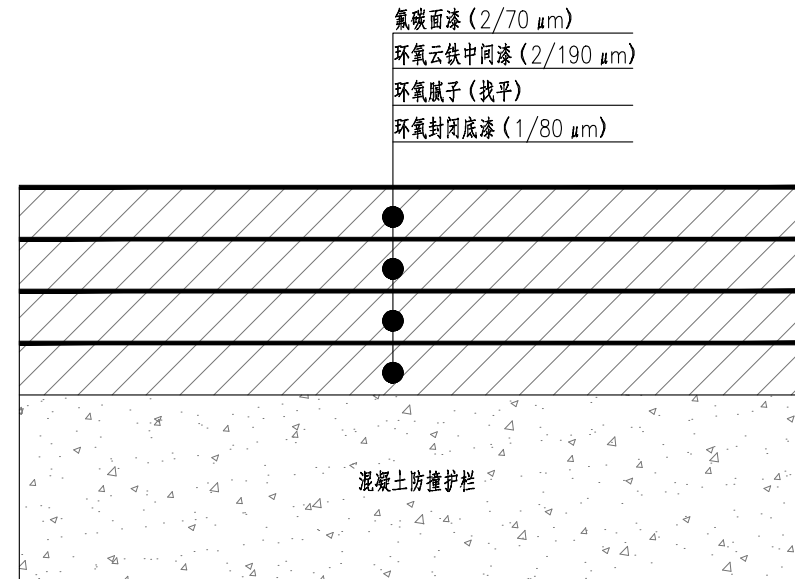 氟碳面漆（2/70 μm）
环氧云铁中间漆（2/190 μm）
环氧腻子（找平）
环氧封闭底漆（1/80 μm）
混凝土防撞护栏